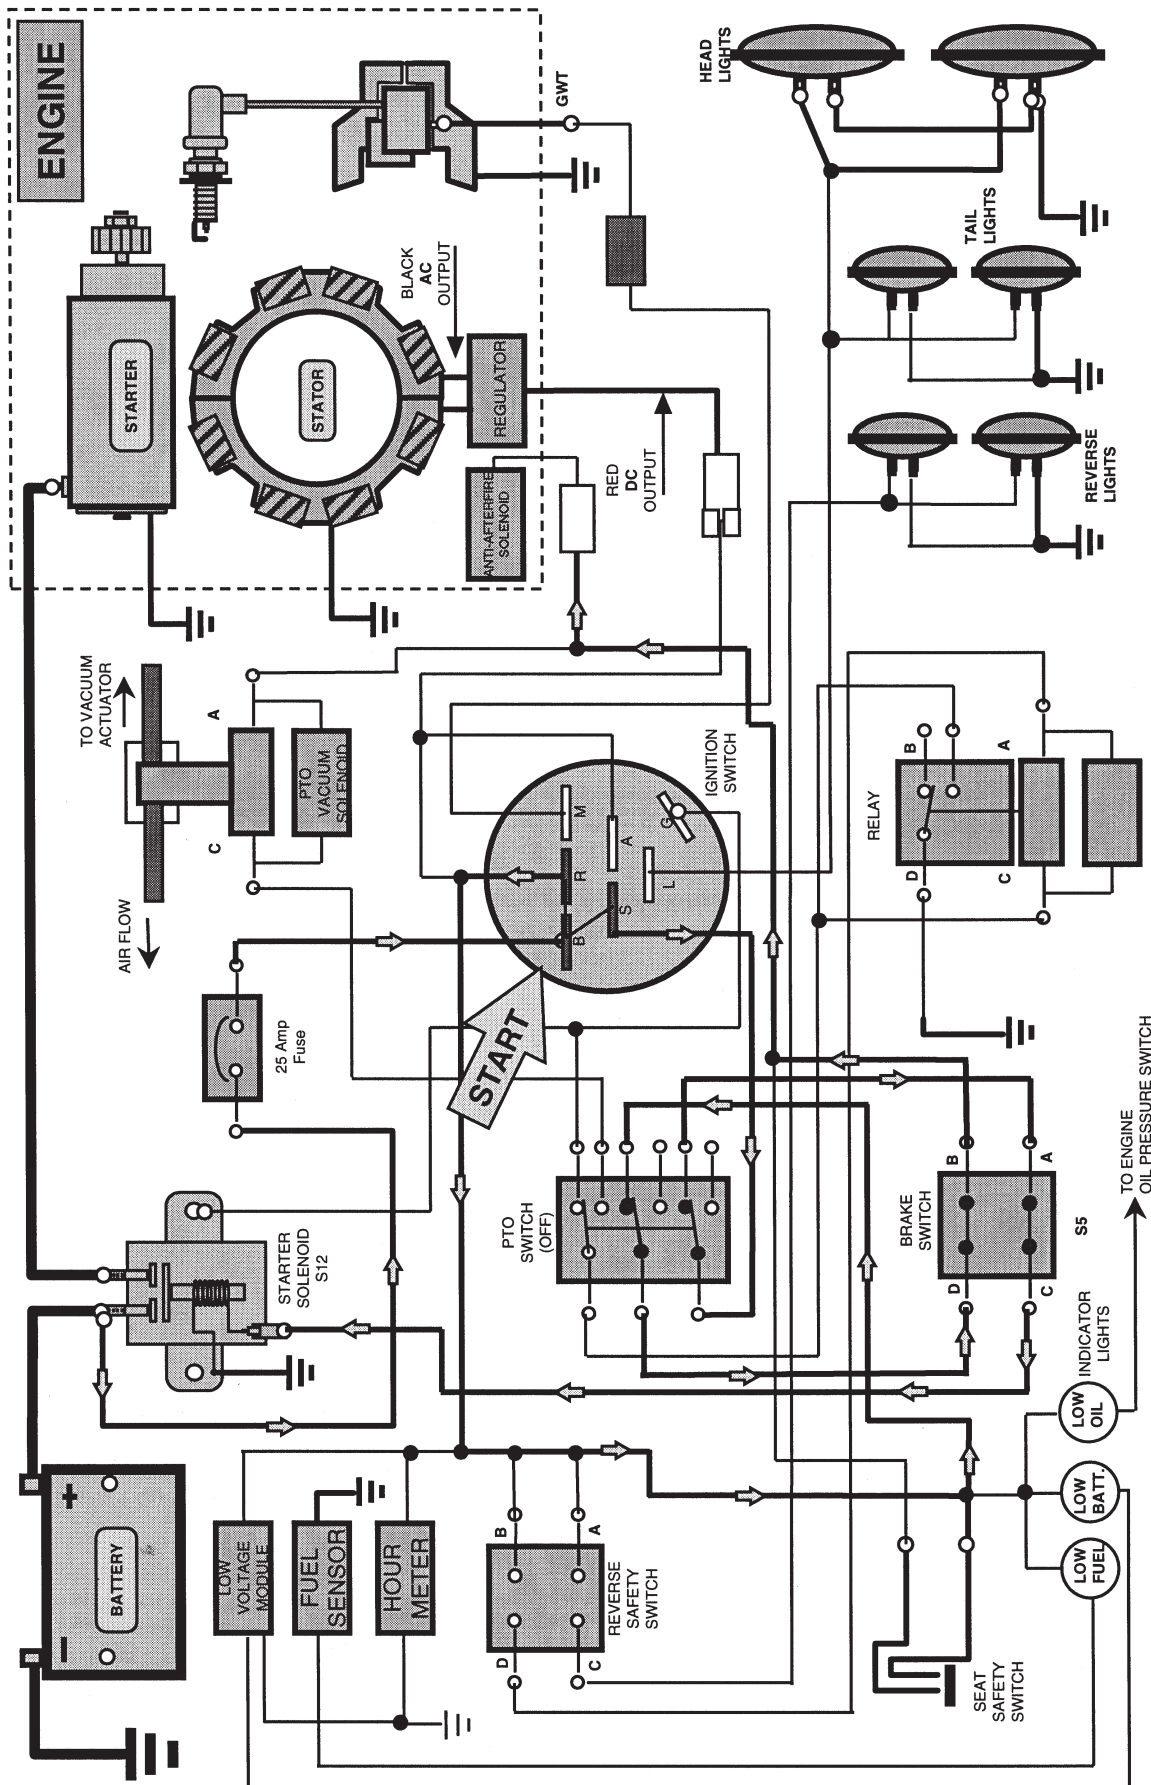 ENGINE
STARTER
STATOR
BLACK
AC
OUTPUT
REGULATOR
ANTI-AFTERFIRE
SOLENOID
RED
DC
OUTPUT
GWT
HEAD
LIGHTS
TAIL
LIGHTS
REVERSE
LIGHTS
TO VACUUM
ACTUATOR
AIR FLOW
A
C
PTO
VACUUM
SOLENOID
25 Amp
Fuse
IGNITION
SWITCH
M
R
B
A
S
G
L
START
RELAY
B
A
D
C
STARTER
SOLENOID
S12
PTO
SWITCH
(OFF)
BRAKE
SWITCH
S5
B
A
D
C
TO ENGINE
OIL PRESSURE SWITCH
INDICATOR
LIGHTS
LOW
OIL
LOW
BATT.
LOW
FUEL
BATTERY
+
–
LOW
VOLTAGE
MODULE
FUEL
SENSOR
HOUR
METER
REVERSE
SAFETY
SWITCH
B
A
D
C
SEAT
SAFETY
SWITCH